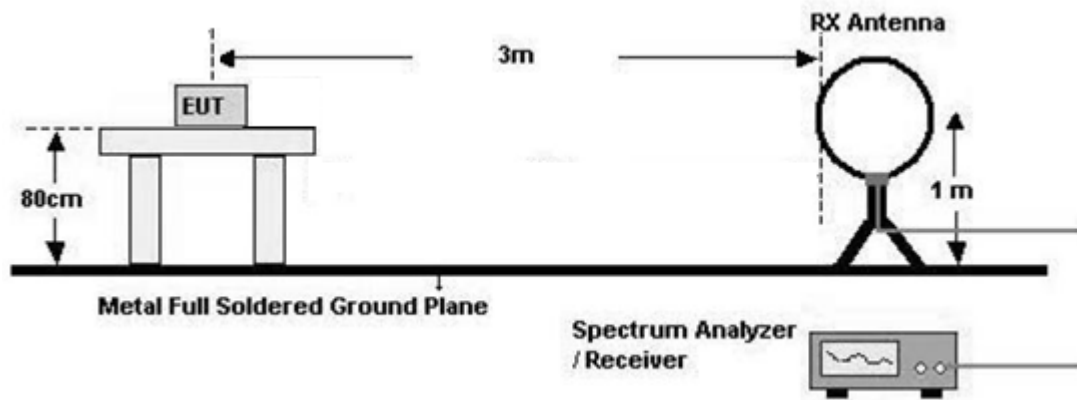 RX Antenna
3m
EUT
80cm
1 m
Metal Full Soldered Ground Plane
Spectrum Analyzer
/ Receiver